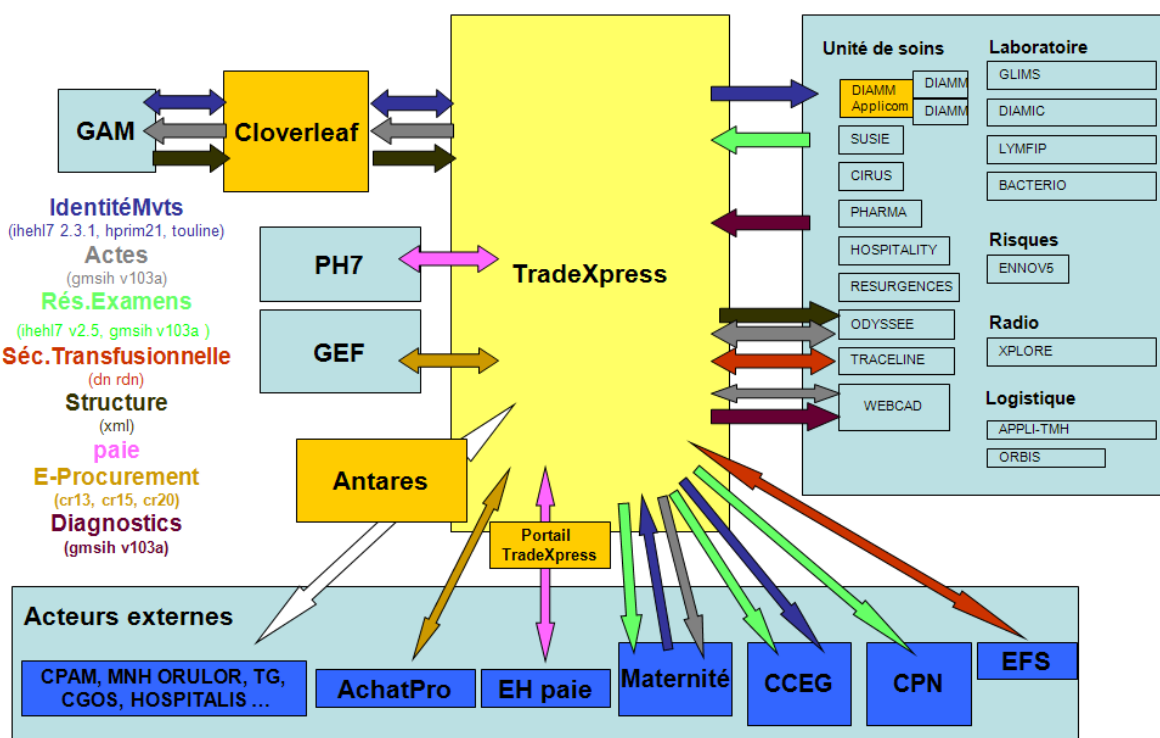 GAM
Cloverleaf
IdentitéMvts
(ihehl7 2.3.1, hprim21, touline)
Actes
(gmsih v103a)
Rés.Examens
(ihehl7 v2.5, gmsih v103a )
Séc.Transfusionnelle
(dn rdn)
Structure
(xml)
paie
E-Procurement
(cr13, cr15, cr20)
Diagnostics
(gmsih v103a)
PH7
GEF
Antares
TradeXpress
Portail
TradeXpress
Unité de soins
DIAMM
Applicom
DIAMM
DIAMM
SUSIE
CIRUS
PHARMA
HOSPITALITY
RESURGENCES
ODYSSEE
TRACELINE
WEBCAD
Laboratoire
GLIMS
DIAMIC
LYMFIP
BACTERIO
Risques
ENNOV5
Radio
XPLORE
Logistique
APPLI-TMH
ORBIS
Acteurs externes
CPAM, MNH ORULOR, TG,
CGOS, HOSPITALIS ...
AchatPro
EH paie
Maternité
CCEG
CPN
EFS